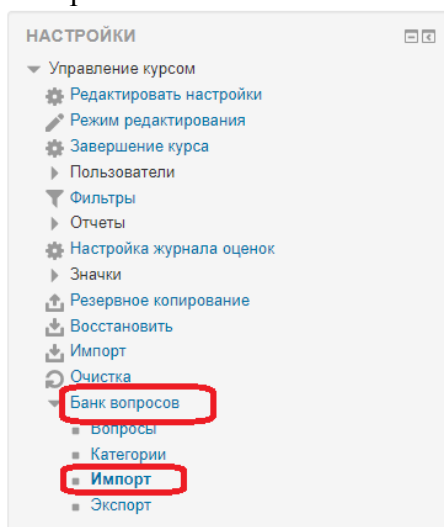 НАСТРОЙКИ
Управление курсом
Редактировать настройки
Режим редактирования
Завершение курса
Пользователи
Фильтры
Отчеты
Настройка журнала оценок
Значки
Резервное копирование
Восстановить
Импорт
Очистка
Банк вопросов
Вопросы
Категории
Импорт
Экспорт